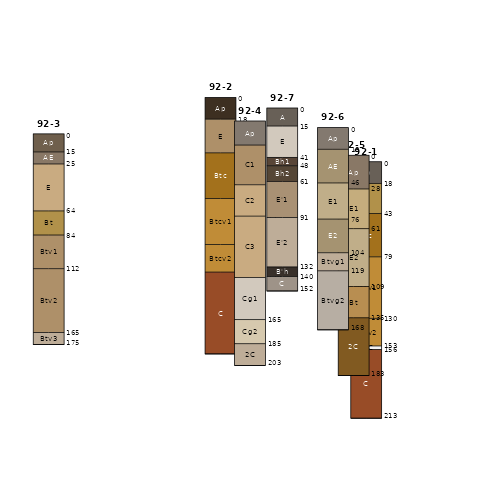 92-3
0
Ap
15
AE
25
E
64
Bt
84
Btv1
112
Btv2
165
Btv3
175
92-2
0
Ap
18
E
Btc
Btcv1
Btcv2
C
92-4
Ap
C1
C2
C3
Cg1
165
Cg2
185
2C
203
92-7
0
A
15
E
41
Bh1
48
Bh2
61
E'1
91
E'2
132
B'h
C
152
92-6
0
Ap
AE
46
E1
76
E2
104
Btvg1
119
Btvg2
168
2-5
0
Ap
28
E1
61
E2
109
Bt
135
2C
183
92-1
0
18
43
79
130
v2
153
156
C
213